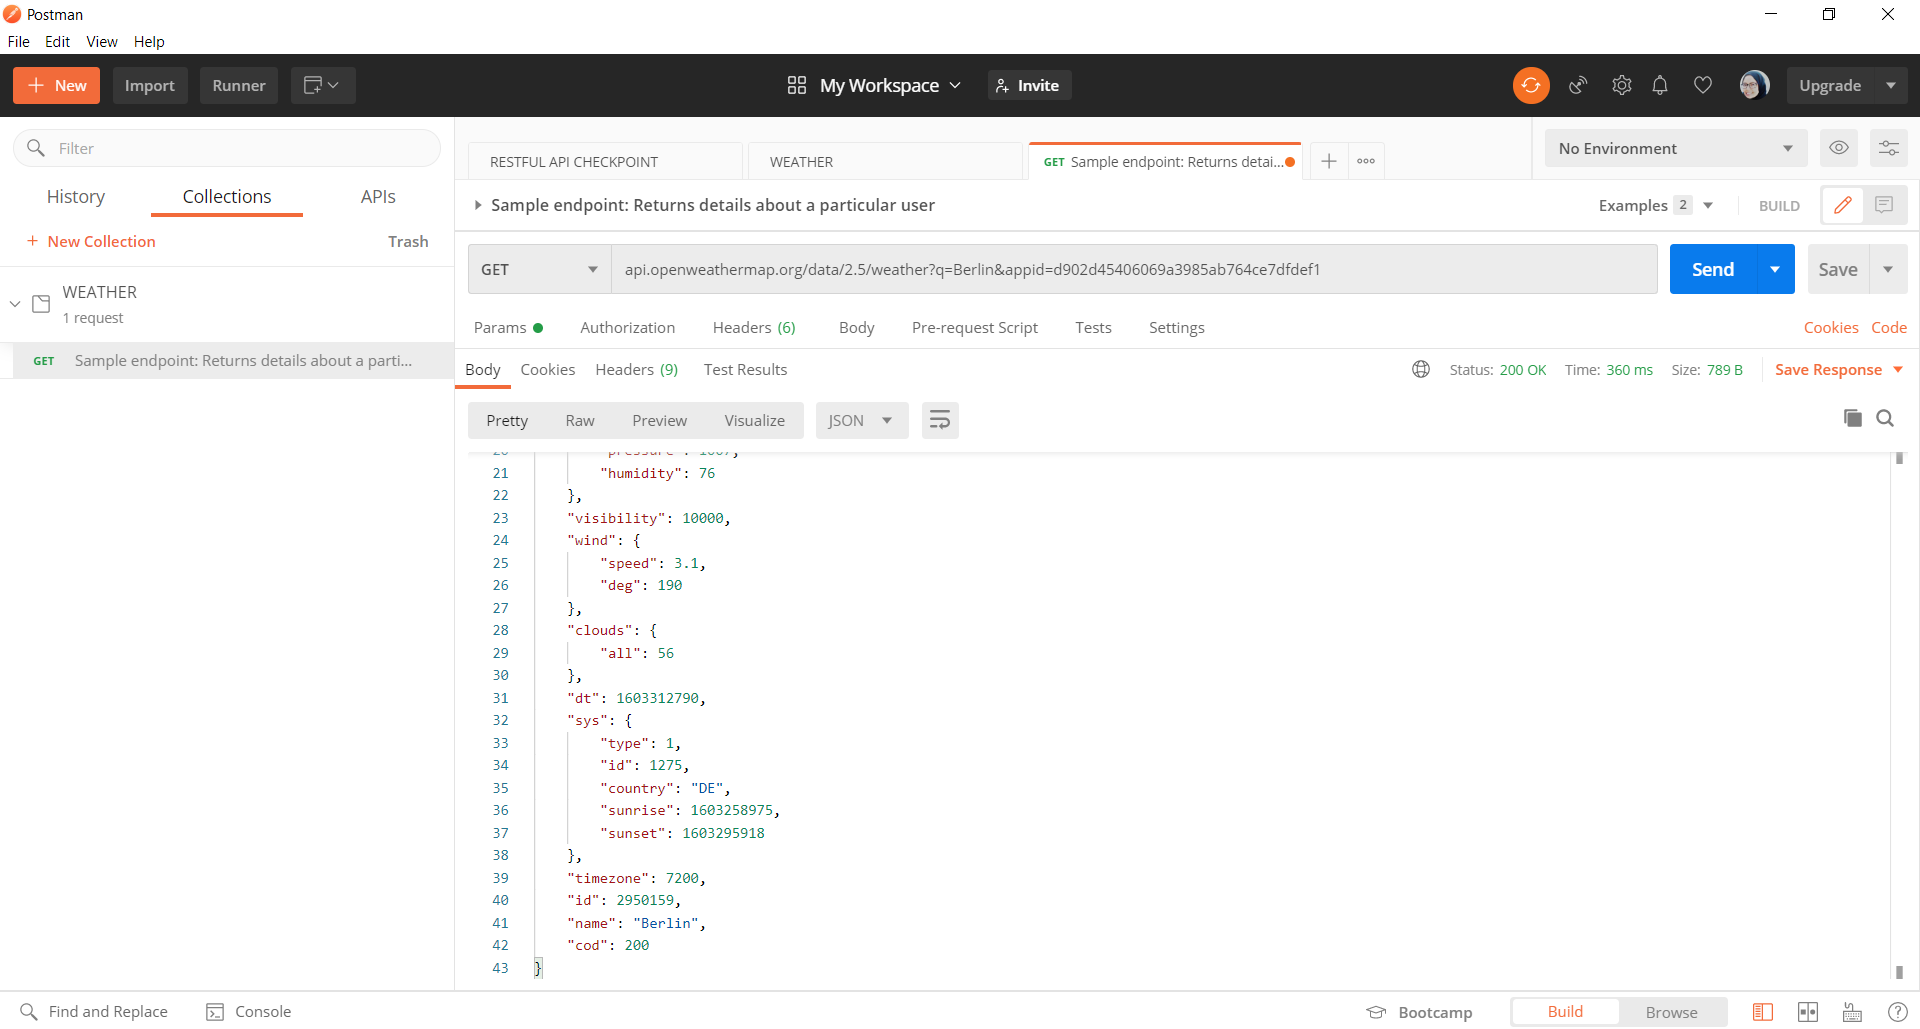 Postman
File Edit View Help
New Import Runner My Workspace Invite Upgrade
Filter
History Collections APIs
New Collection Trash
WEATHER
1 request
GET Sample endpoint: Returns details about a parti...
RESTFUL API CHECKPOINT WEATHER GET Sample endpoint: Returns detai... No Environment
Sample endpoint: Returns details about a particular user Examples 2 BUILD
GET api.openweathermap.org/data/2.5/weather?q=Berlin&appid=d902d45406069a3985ab764ce7dfdef1 Send Save
Params Authorization Headers (6) Body Pre-request Script Tests Settings Cookies Code
Body Cookies Headers (9) Test Results Status: 200 OK Time: 360 ms Size: 789 B Save Response
Pretty Raw Preview Visualize JSON
21 "humidity": 76
22 },
23 "visibility": 10000,
24 "wind": {
25 "speed": 3.1,
26 "deg": 190
27 },
28 "clouds": {
29 "all": 56
30 },
31 "dt": 1603312790,
32 "sys": {
33 "type": 1,
34 "id": 1275,
35 "country": "DE",
36 "sunrise": 1603258975,
37 "sunset": 1603295918
38 },
39 "timezone": 7200,
40 "id": 2950159,
41 "name": "Berlin",
42 "cod": 200
43 }
Find and Replace Console Bootcamp Build Browse